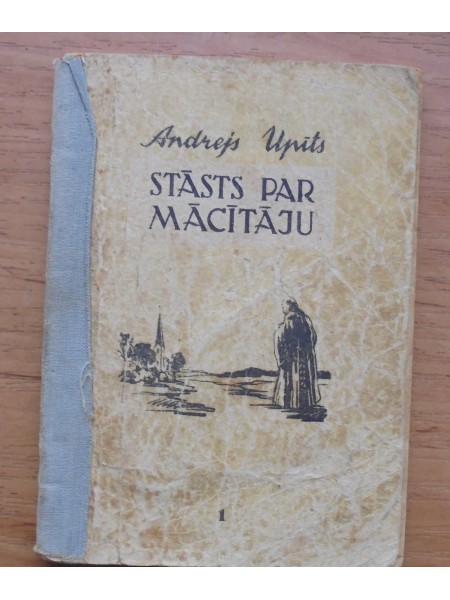 Andrejs Upīts
STĀSTS PAR
MĀCĪTĀJU
1